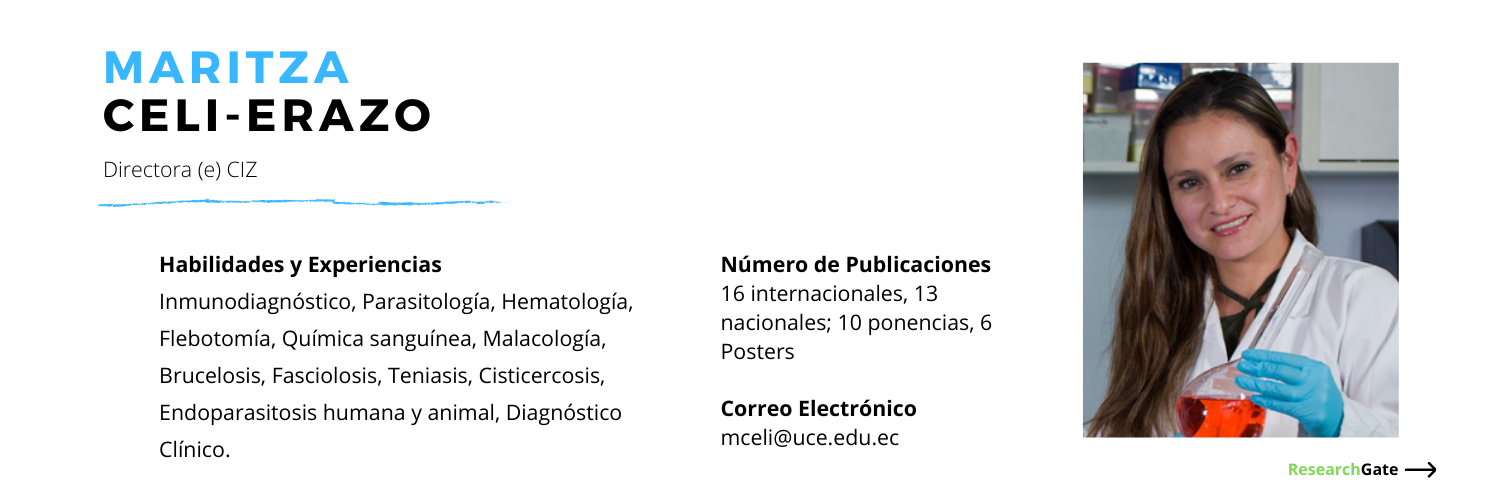 MARITZA
CELI-ERAZO
Directora (e) CIZ
Habilidades y Experiencias
Inmunodiagnóstico, Parasitología, Hematología,
Flebotomía, Química sanguínea, Malacología,
Brucelosis, Fasciolosis, Teniasis, Cisticercosis,
Endoparasitosis humana y animal, Diagnóstico
Clínico.
Número de Publicaciones
16 internacionales, 13
nacionales; 10 ponencias, 6
Posters
Correo Electrónico
mceli@uce.edu.ec
ResearchGate